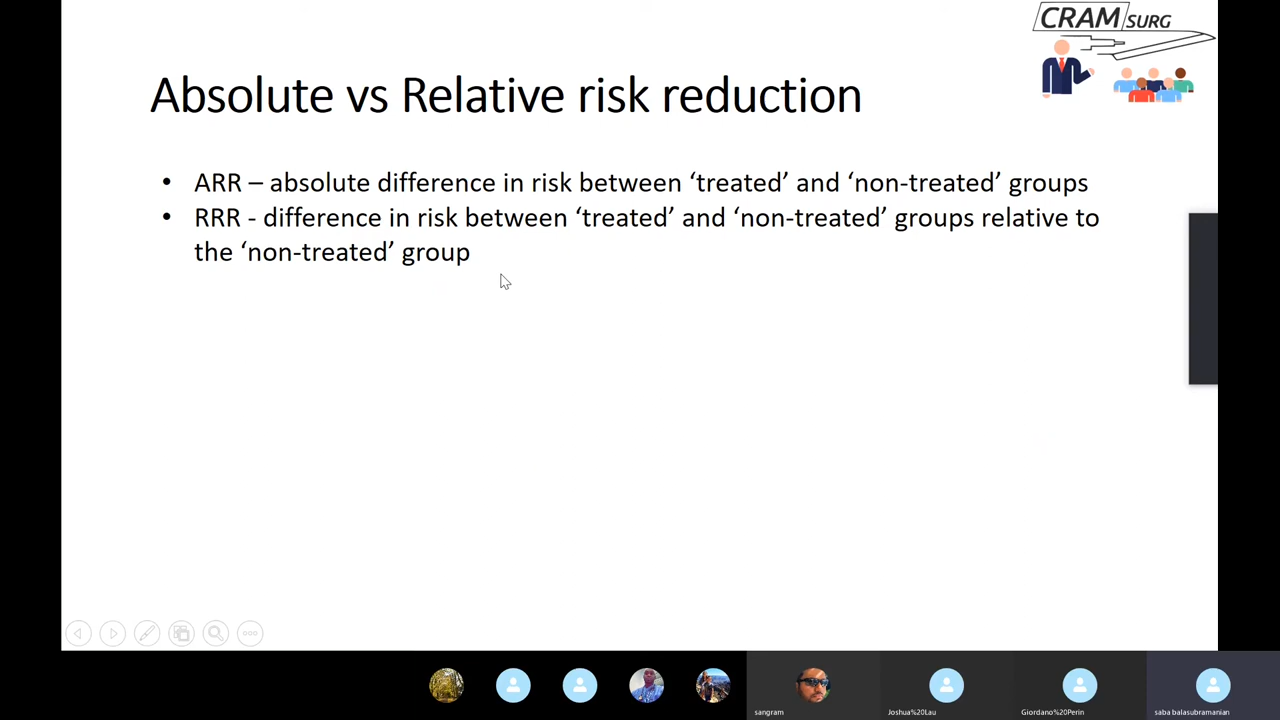 CRAM SURG
Absolute vs Relative risk reduction
• ARR – absolute difference in risk between ‘treated’ and ‘non-treated’ groups
• RRR - difference in risk between ‘treated’ and ‘non-treated’ groups relative to
the ‘non-treated’ group
sangram
Joshua%20Lau
Giordano%20Perin
saba balasubramanian